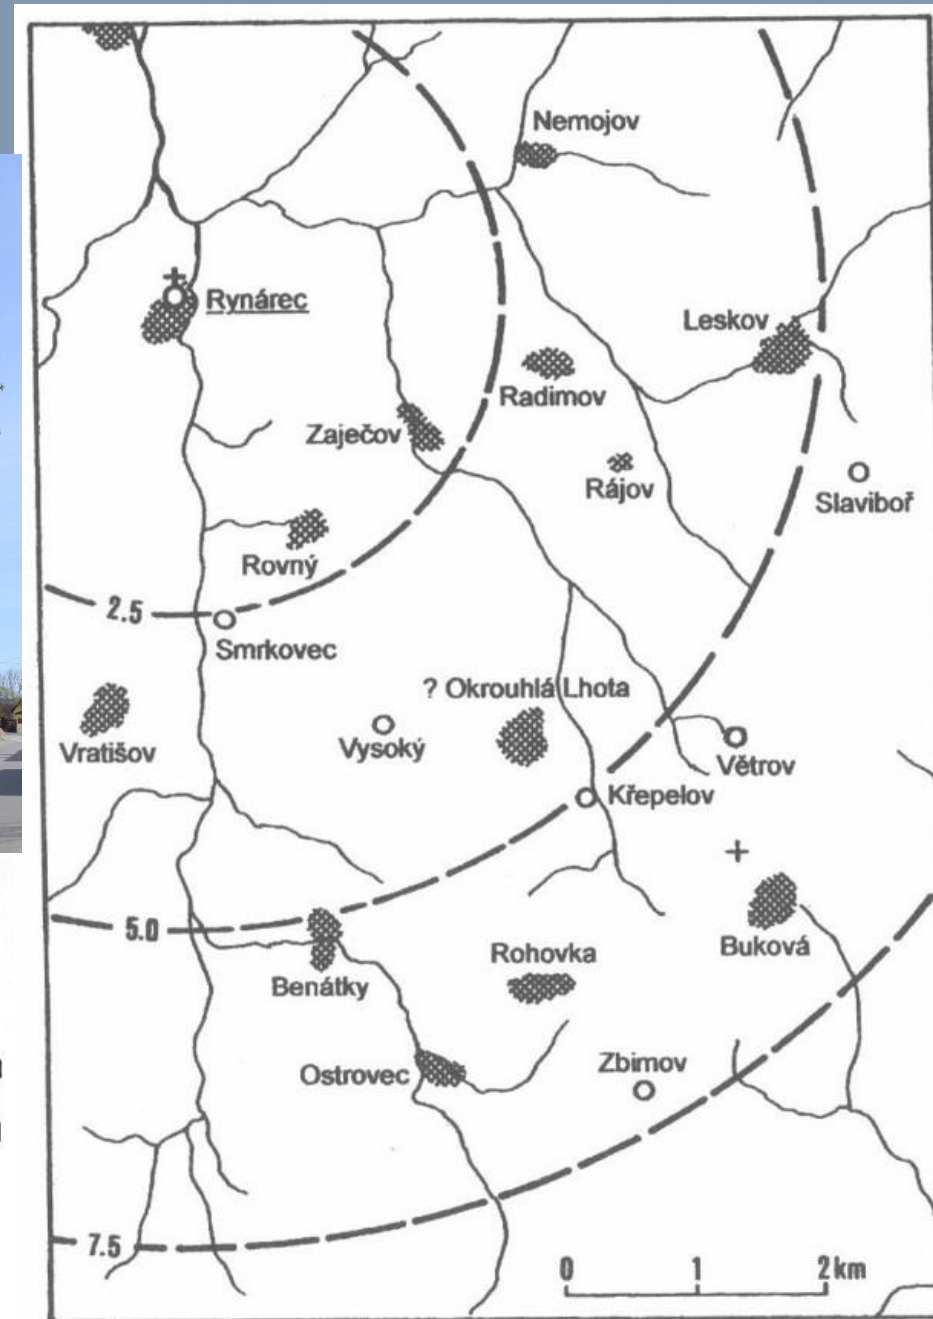 Nemojov
Rynárec
Leskov
Radimov
Zaječov
Rájov
Slaviboř
Rovný
2.5
Smrkovec
? Okrouhlá Lhota
Vratišov
Vysoký
Větrov
Křepelov
5.0
Buková
Rohovka
Benátky
Zbimov
Ostrovec
7.5
0 1 2 km